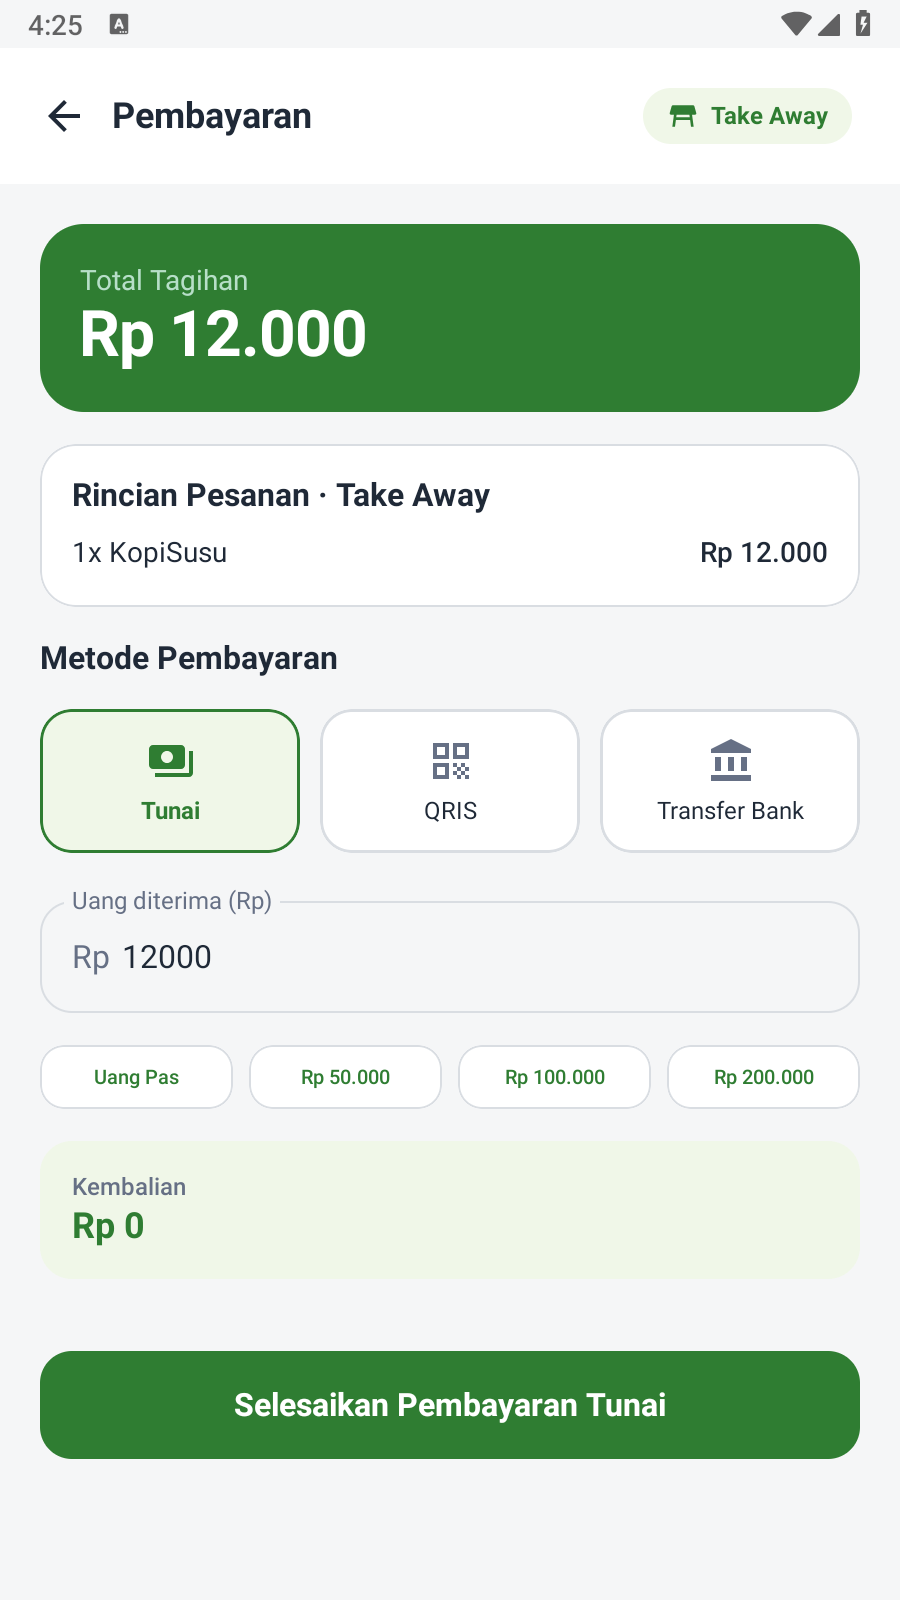 4:25
Pembayaran
Take Away
Total Tagihan
Rp 12.000
Rincian Pesanan · Take Away
1x KopiSusu Rp 12.000
Metode Pembayaran
Tunai QRIS Transfer Bank
Uang diterima (Rp)
Rp 12000
Uang Pas Rp 50.000 Rp 100.000 Rp 200.000
Kembalian
Rp 0
Selesaikan Pembayaran Tunai